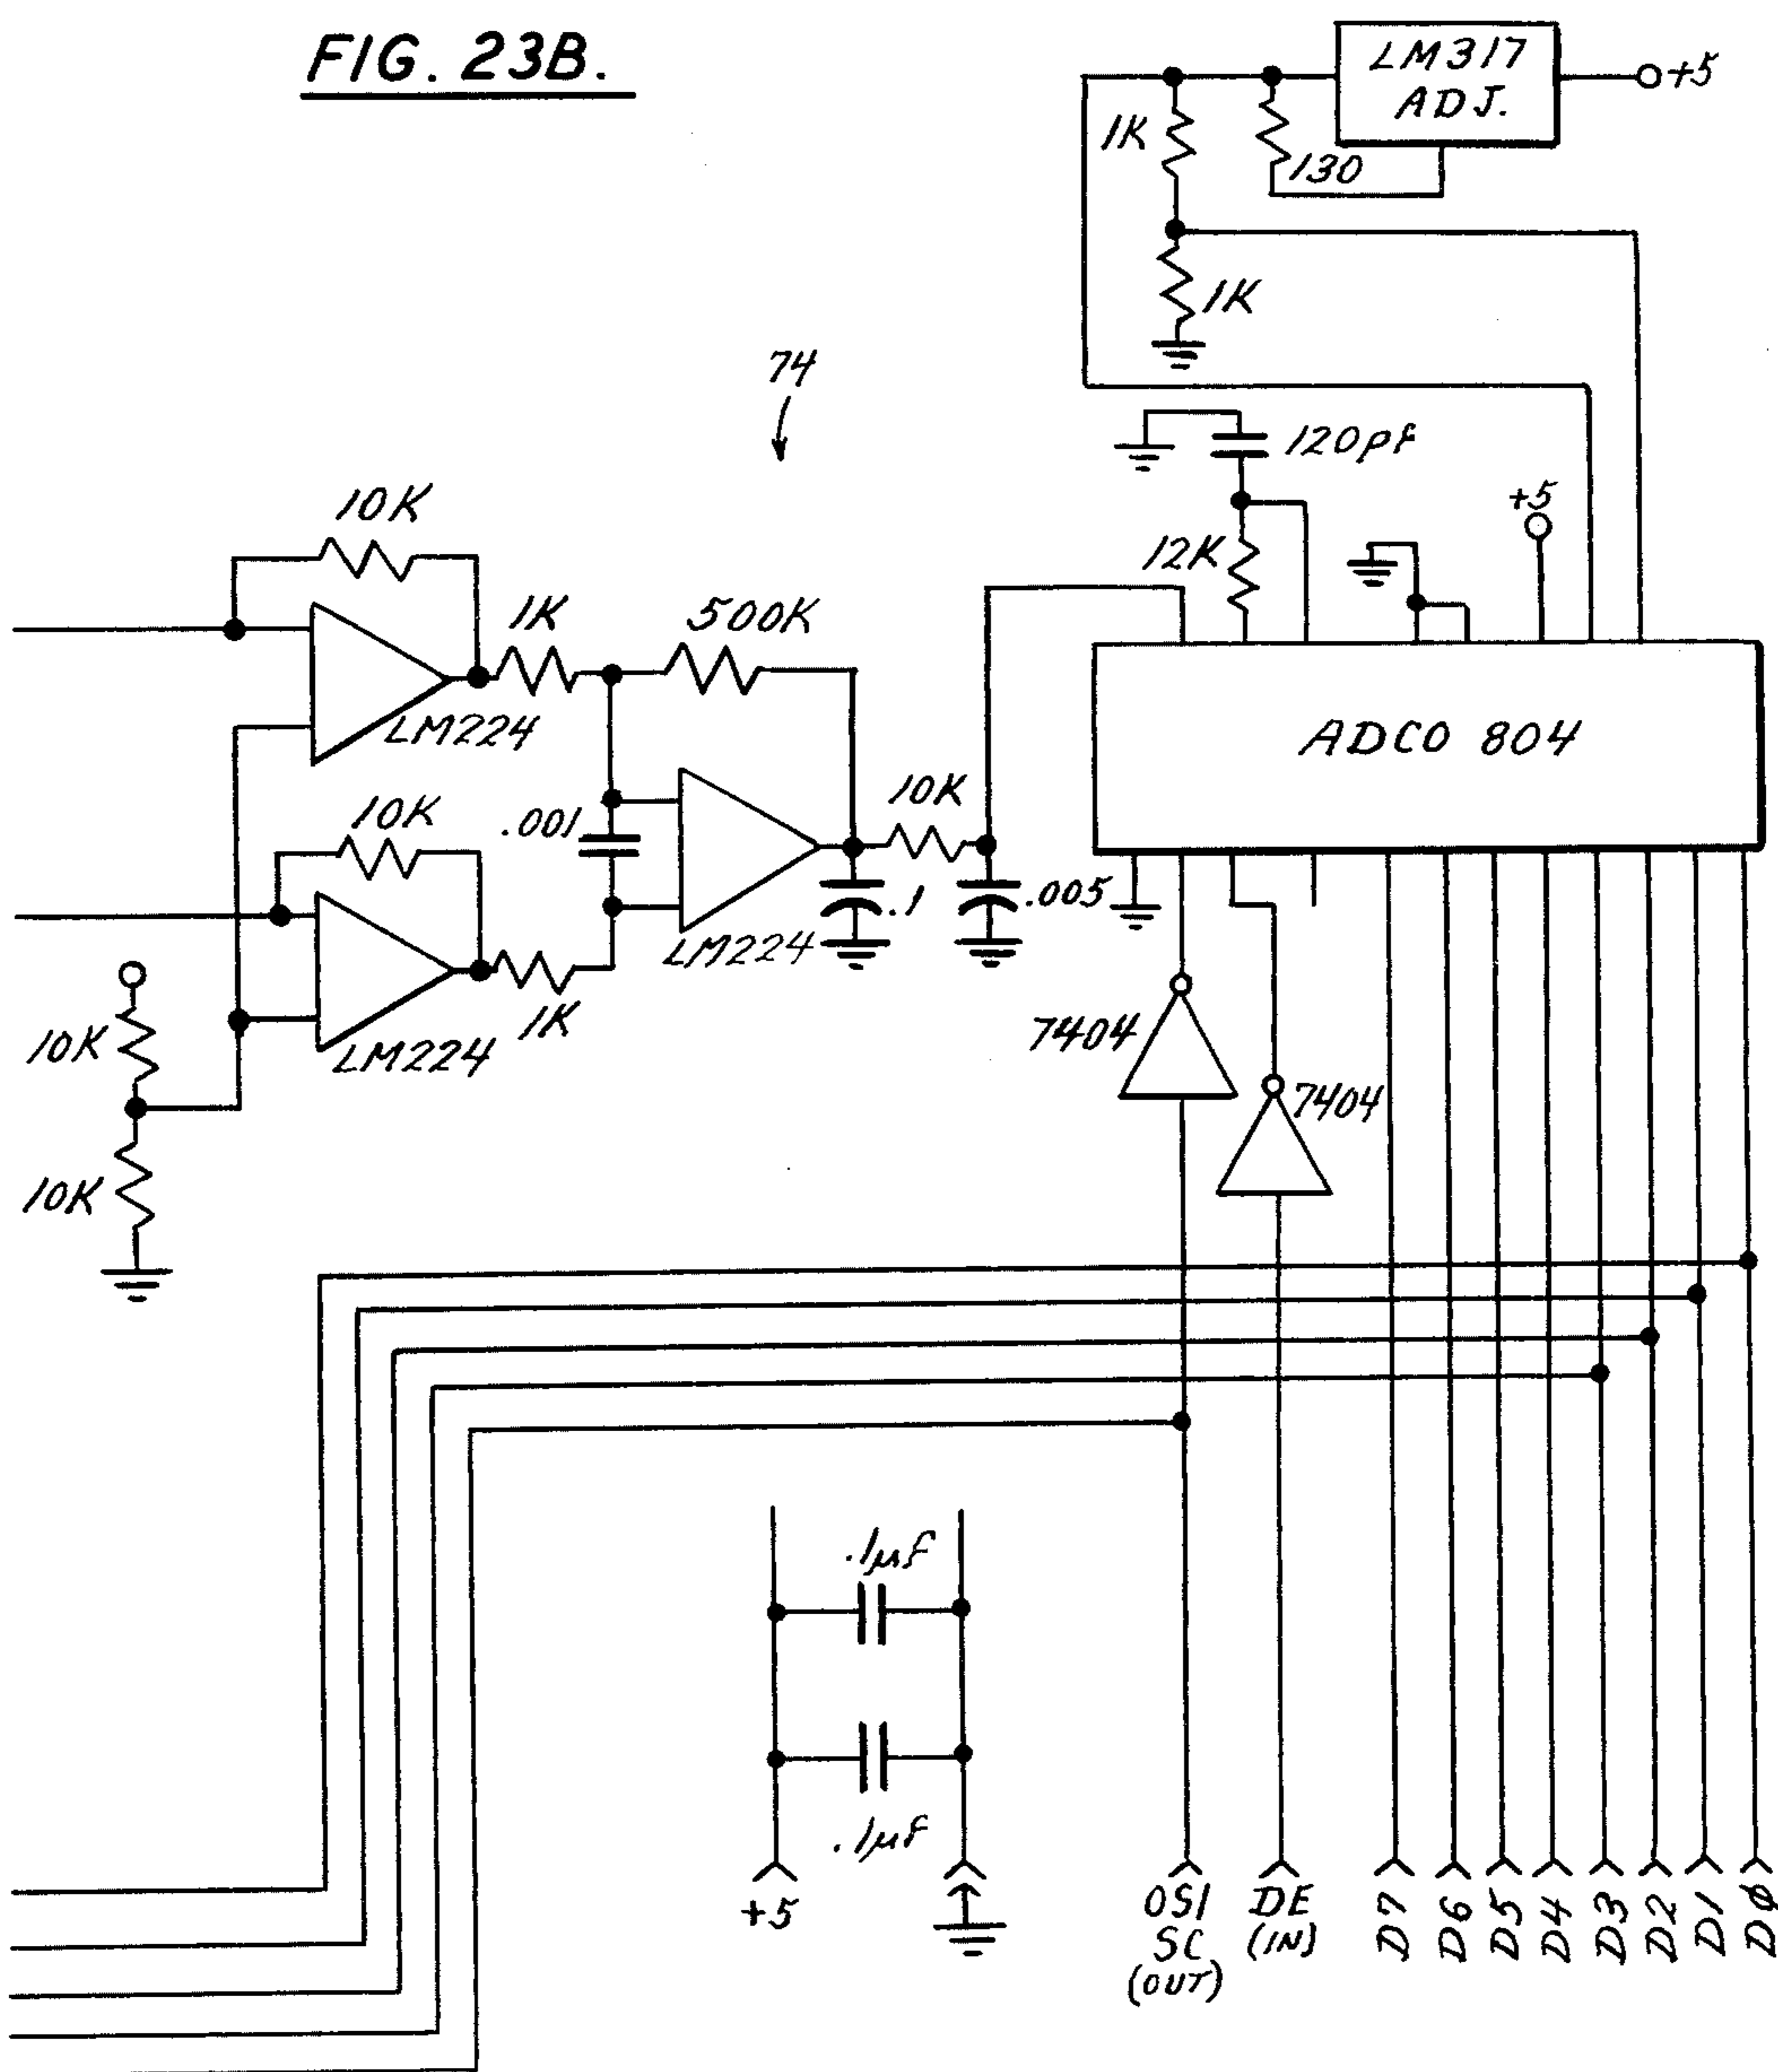 FIG. 23B.
LM317
ADJ.
+5
1K
130
1K
74
120pf
10K
12K
+5
1K
500K
LM224
ADC0 804
10K
.001
10K
.1
.005
LM224
1K
LM224
10K
7404
7404
10K
.1µf
.1µf
+5
OSI
SC
(OUT)
DE
(IN)
D7
D6
D5
D4
D3
D2
D1
DØ